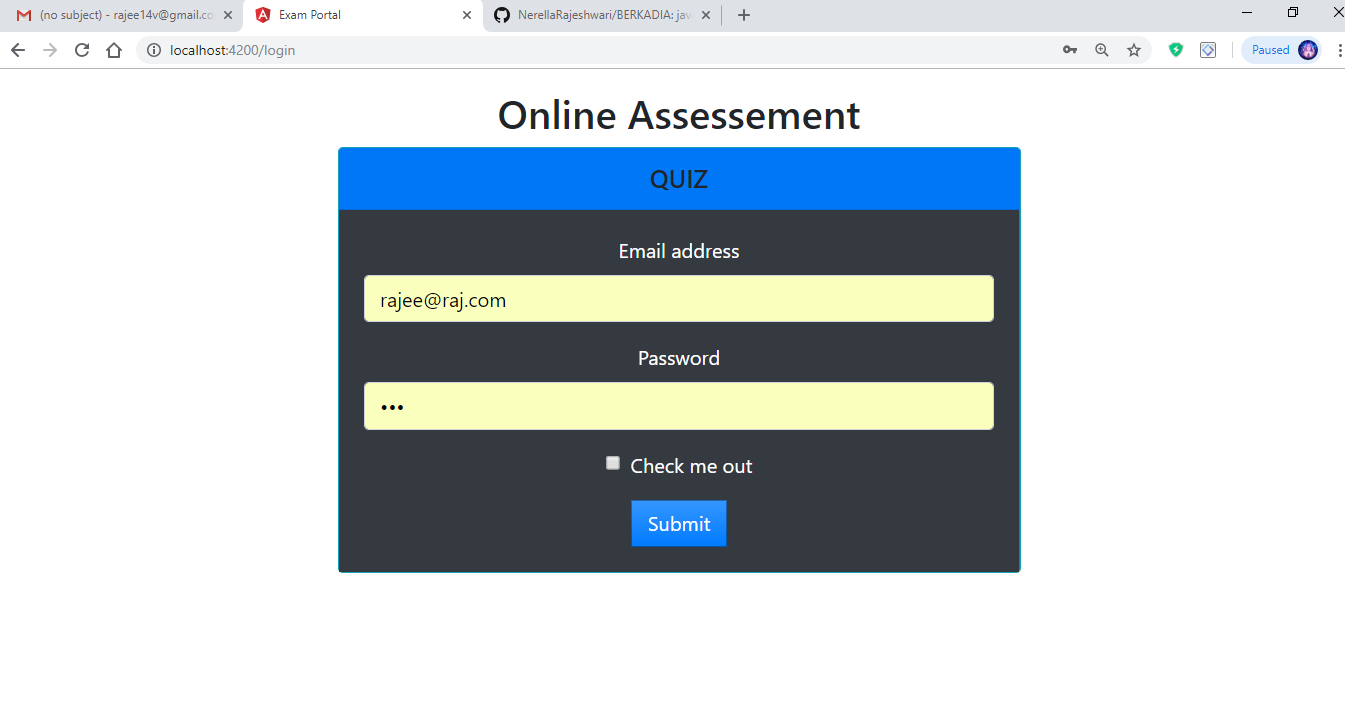 (no subject) - rajee14v@gmail.co
Exam Portal
NerellaRajeshwari/BERKADIA: jav
localhost:4200/login
Paused
Online Assessement
QUIZ
Email address
rajee@raj.com
Password
•••
Check me out
Submit